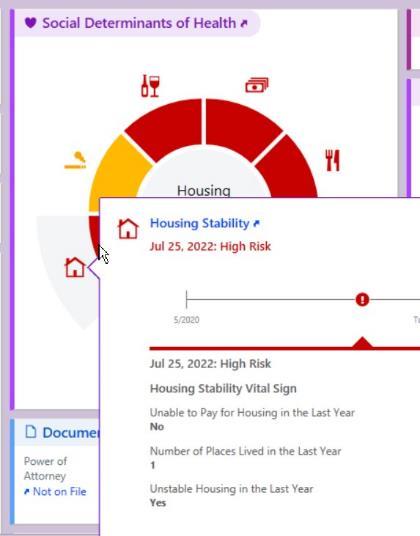 Social Determinants of Health
Housing
Housing Stability
Jul 25, 2022: High Risk
5/2020
Jul 25, 2022: High Risk
Housing Stability Vital Sign
Unable to Pay for Housing in the Last Year
No
Number of Places Lived in the Last Year
1
Unstable Housing in the Last Year
Yes
Power of
Attorney
Not on File